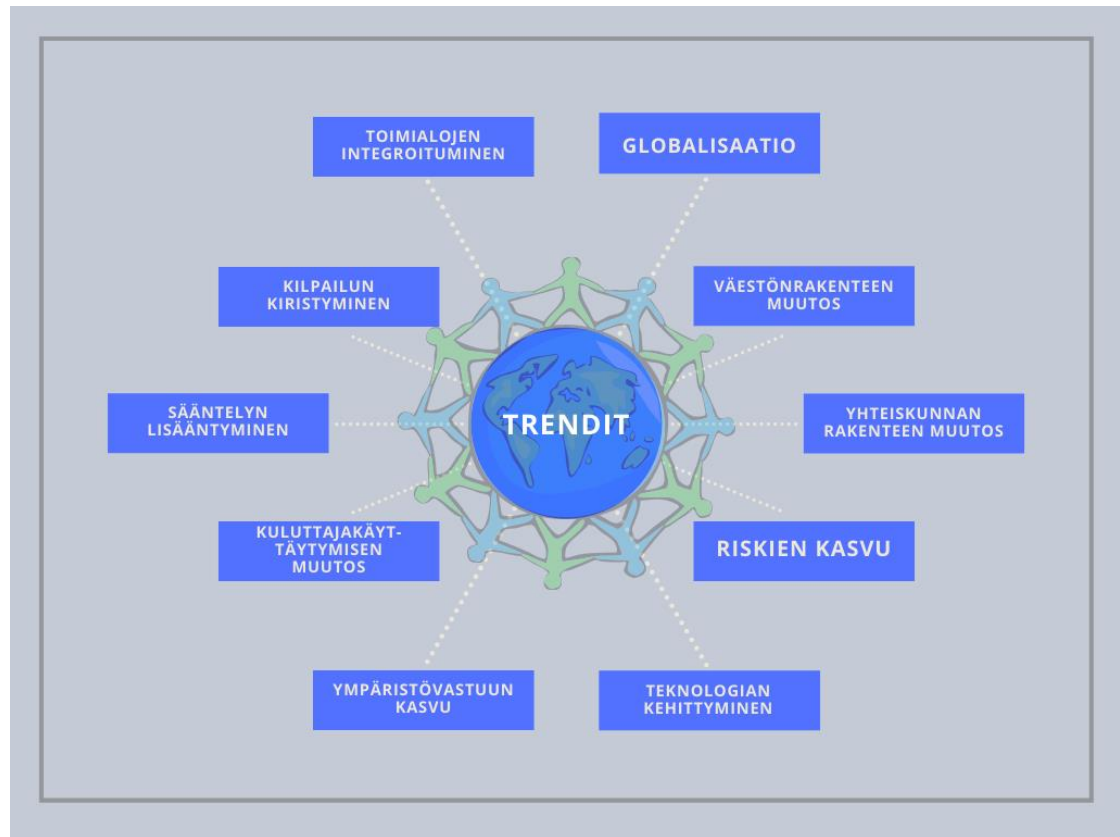 TOIMIALOJEN
INTEGROITUMINEN
GLOBALISAATIO
KILPAILUN
KIRISTYMINEN
VÄESTÖNRAKENTEEN
MUUTOS
SÄÄNTELYN
LISÄÄNTYMINEN
TRENDIT
YHTEISKUNNAN
RAKENTEEN MUUTOS
KULUTTAJAKÄYT-
TÄYTYMISEN
MUUTOS
RISKIEN KASVU
YMPÄRISTÖVASTUUN
KASVU
TEKNOLOGIAN
KEHITTYMINEN